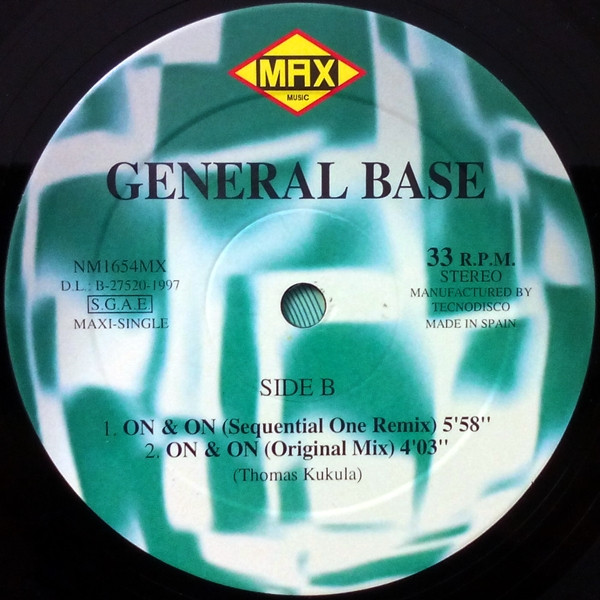 MAX
MUSIC
GENERAL BASE
NM1654MX
D.L.: B-27520-1997
S.G.A.E
MAXI-SINGLE
33 R.P.M.
STEREO
MANUFACTURED BY
TECNODISCO
MADE IN SPAIN
SIDE B
1. ON & ON (Sequential One Remix) 5'58''
2. ON & ON (Original Mix) 4'03''
(Thomas Kukula)